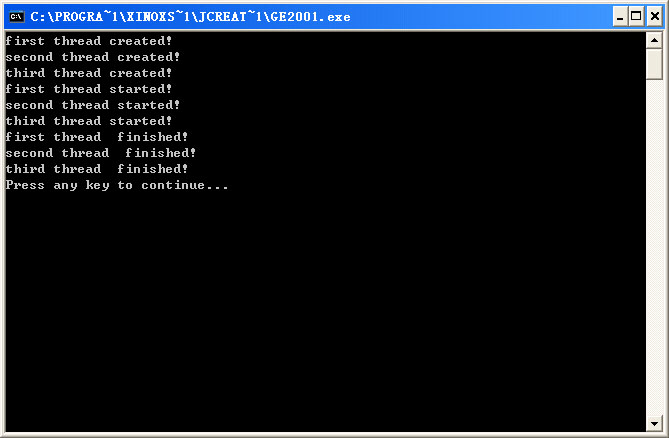 C:\PROGRA~1\XINOXS~1\JCREAT~1\GE2001.exe
first thread created!
second thread created!
third thread created!
first thread started!
second thread started!
third thread started!
first thread  finished!
second thread  finished!
third thread  finished!
Press any key to continue...